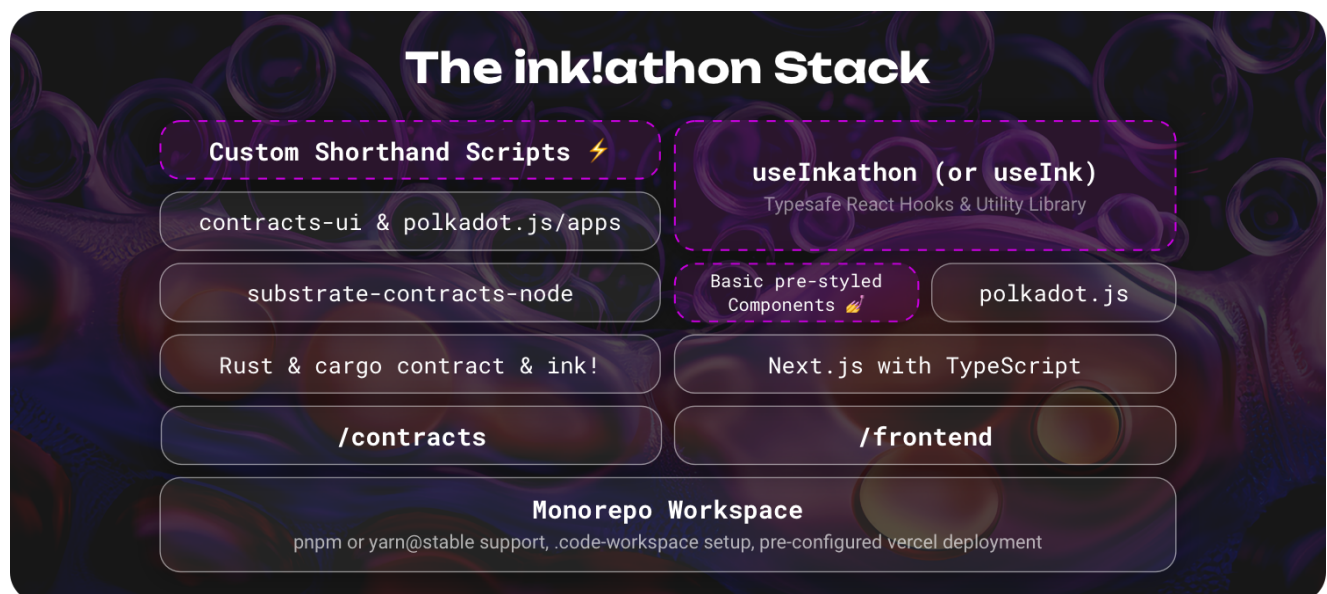 The ink!athon Stack
Custom Shorthand Scripts ⚡
contracts-ui & polkadot.js/apps
substrate-contracts-node
Rust & cargo contract & ink!
/contracts
useInkathon (or useInk)
Typesafe React Hooks & Utility Library
Basic pre-styled
Components 💅
polkadot.js
Next.js with TypeScript
/frontend
Monorepo Workspace
pnpm or yarn@stable support, .code-workspace setup, pre-configured vercel deployment